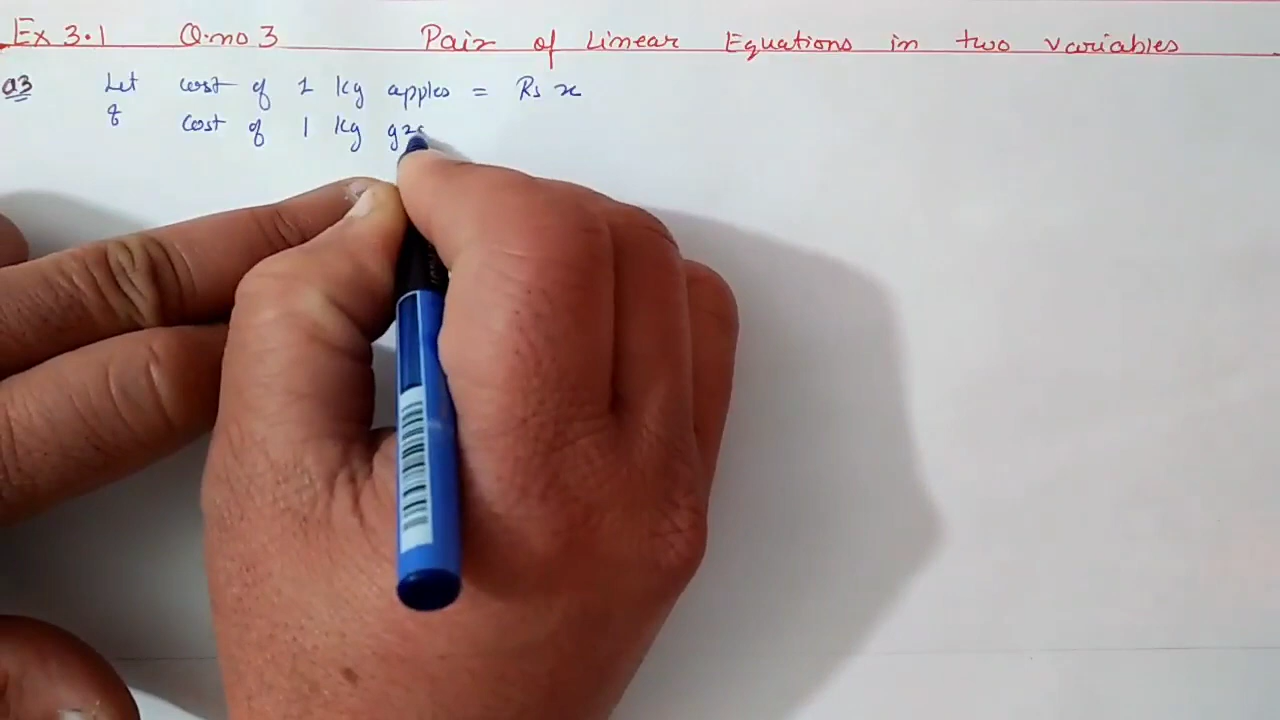 Ex 3.1 Q.no 3 Pair of Linear Equations in two variables
Q3 Let cost of 1 kg apples = Rs x
& cost of 1 kg